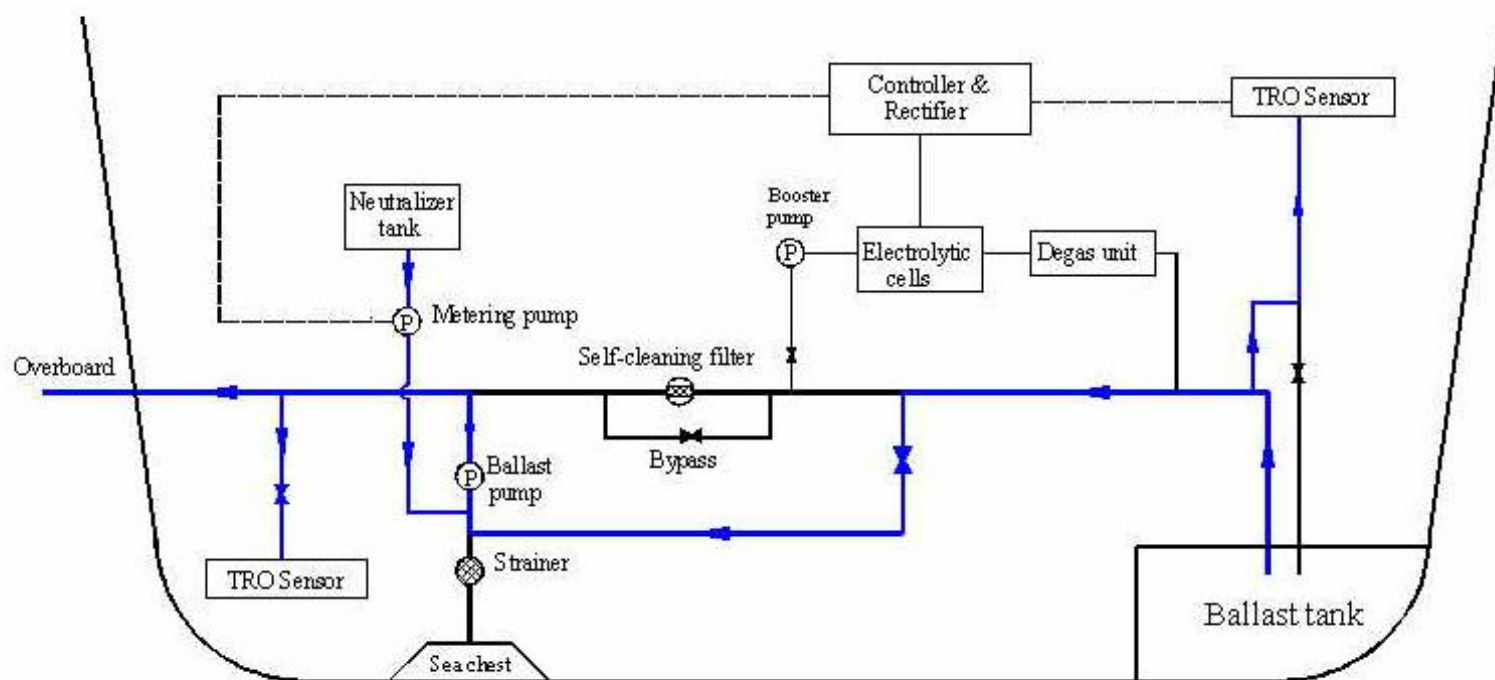 Controller &
Rectifier
TRO Sensor
Neutralizer
tank
Booster
pump
P
Electrolytic
cells
Degas unit
P
Metering pump
Overboard
Self-cleaning filter
Bypass
P
Ballast
pump
Strainer
TRO Sensor
Sea chest
Ballast tank